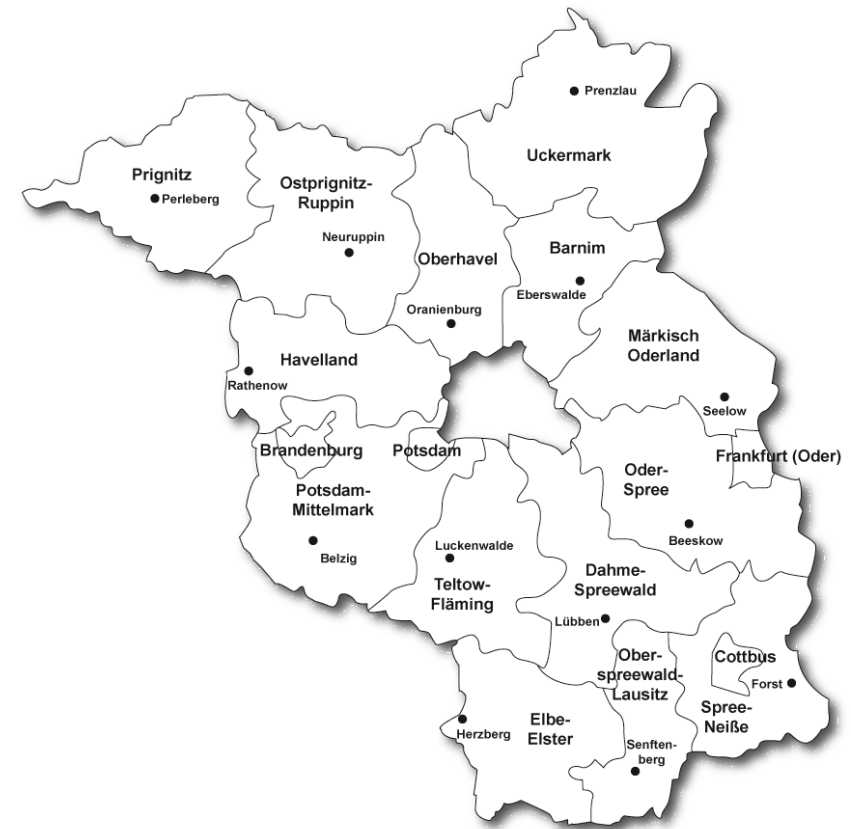 Prenzlau
Uckermark
Prignitz
Perleberg
Ostprignitz-
Ruppin
Neuruppin
Oberhavel
Oranienburg
Barnim
Eberswalde
Märkisch
Oderland
Seelow
Havelland
Rathenow
Brandenburg
Potsdam
Frankfurt (Oder)
Oder-
Spree
Beeskow
Potsdam-
Mittelmark
Belzig
Luckenwalde
Teltow-
Fläming
Dahme-
Spreewald
Lübben
Ober-
spreewald-
Lausitz
Senften-
berg
Cottbus
Forst
Spree-
Neiße
Elbe-
Elster
Herzberg